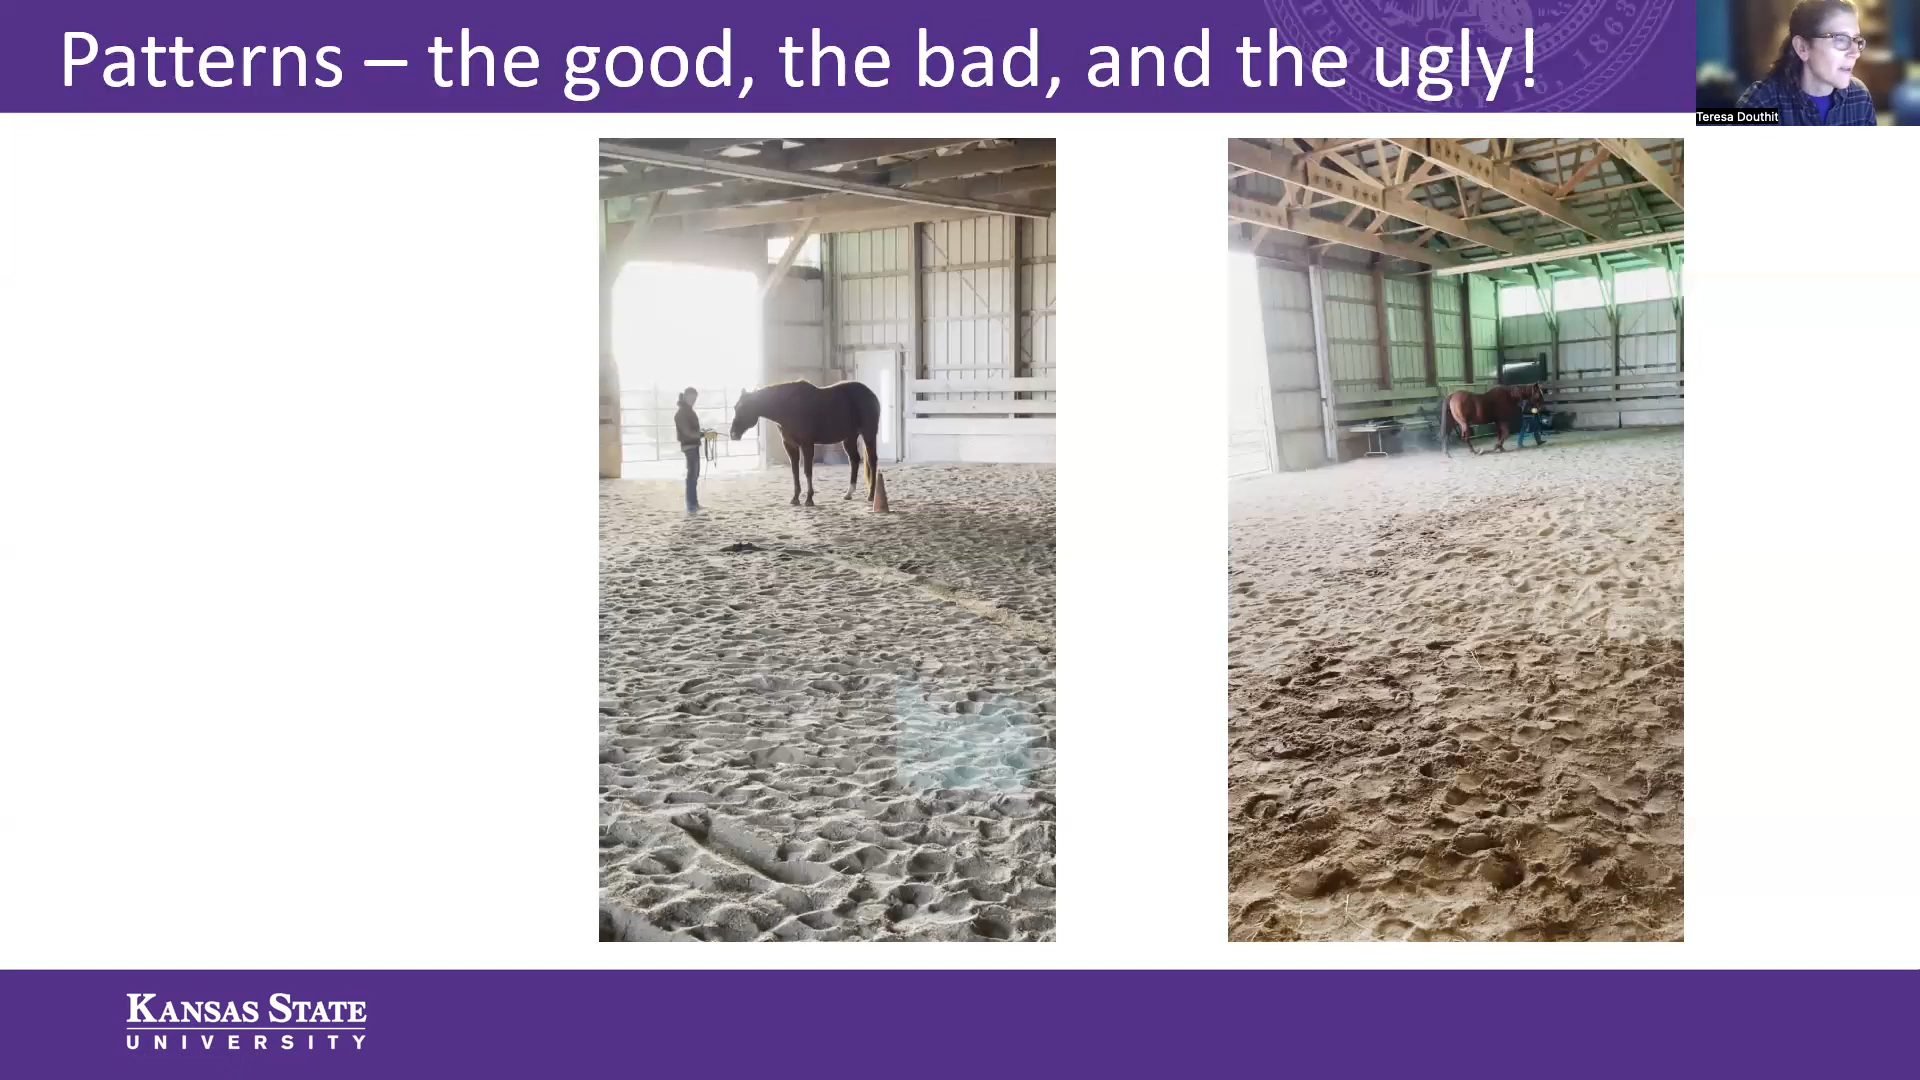 Patterns – the good, the bad, and the ugly!
Teresa Douthit
KANSAS STATE
UNIVERSITY